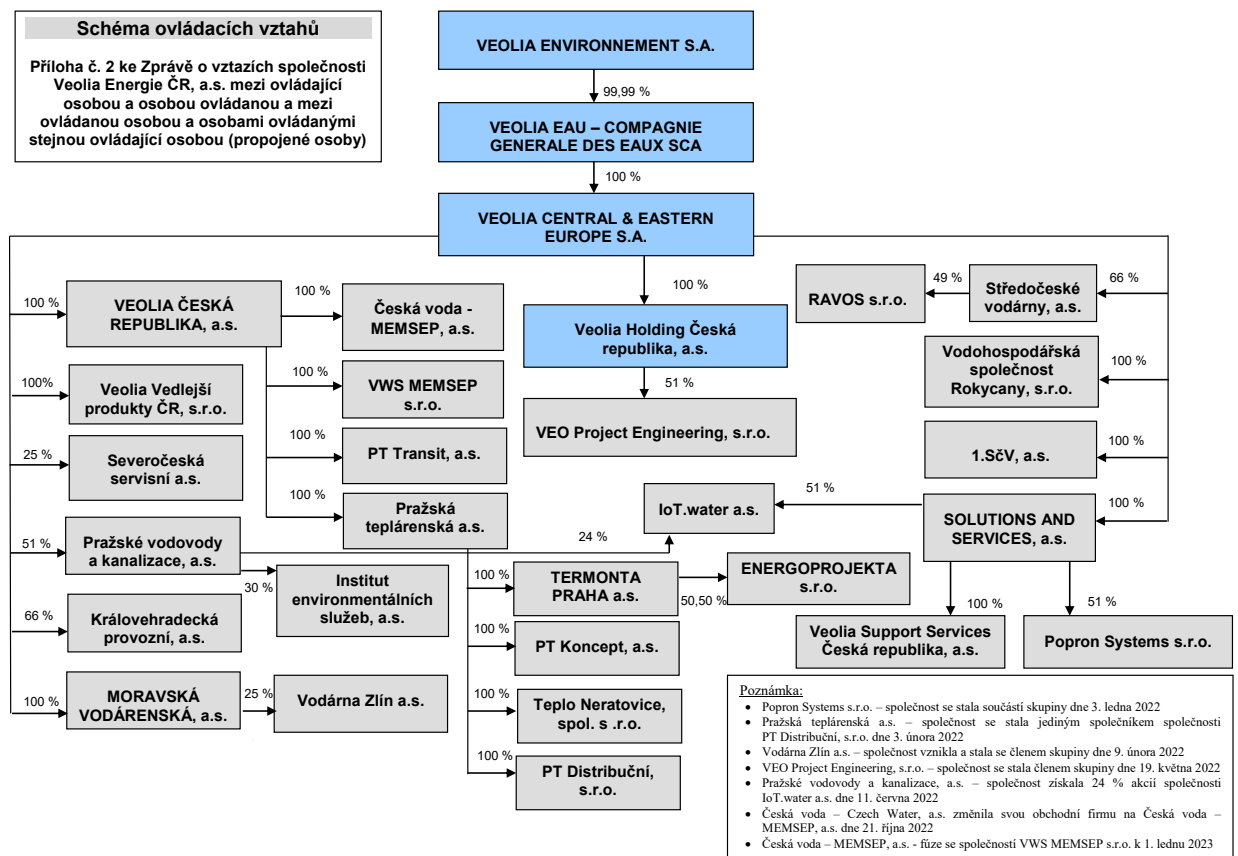 Schéma ovládacích vztahů
Příloha č. 2 ke Zprávě o vztazích společnosti
Veolia Energie ČR, a.s. mezi ovládající
osobou a osobou ovládanou a mezi
ovládanou osobou a osobami ovládanými
stejnou ovládající osobou (propojené osoby)
VEOLIA ENVIRONNEMENT S.A.
99,99 %
VEOLIA EAU – COMPAGNIE
GENERALE DES EAUX SCA
100 %
VEOLIA CENTRAL & EASTERN
EUROPE S.A.
100 %
VEOLIA ČESKÁ
REPUBLIKA, a.s.
100 %
Česká voda -
MEMSEP, a.s.
100 %
Veolia Holding Česká
republika, a.s.
RAVOS s.r.o.
49 %
Středočeské
vodárny, a.s.
66 %
100%
Veolia Vedlejší
produkty ČR, s.r.o.
100 %
VWS MEMSEP
s.r.o.
51 %
VEO Project Engineering, s.r.o.
Vodohospodářská
společnost
Rokycany, s.r.o.
100 %
25 %
Severočeská
servisní a.s.
100 %
PT Transit, a.s.
1.SčV, a.s.
100 %
100 %
Pražská
teplárenská a.s.
IoT.water a.s.
51 %
SOLUTIONS AND
SERVICES, a.s.
100 %
51 %
Pražské vodovody
a kanalizace, a.s.
24 %
30 %
Institut
environmentálních
služeb, a.s.
100 %
TERMONTA
PRAHA a.s.
50,50 %
ENERGOPROJEKTA
s.r.o.
100 %
Veolia Support Services
Česká republika, a.s.
51 %
Popron Systems s.r.o.
66 %
Královehradecká
provozní, a.s.
100 %
PT Koncept, a.s.
100 %
MORAVSKÁ
VODÁRENSKÁ, a.s.
25 %
Vodárna Zlín a.s.
100 %
Teplo Neratovice,
spol. s .r.o.
100 %
PT Distribuční,
s.r.o.
Poznámka:
• Popron Systems s.r.o. – společnost se stala součástí skupiny dne 3. ledna 2022
• Pražská teplárenská a.s. – společnost se stala jediným společníkem společnosti
PT Distribuční, s.r.o. dne 3. února 2022
• Vodárna Zlín a.s. – společnost vznikla a stala se členem skupiny dne 9. února 2022
• VEO Project Engineering, s.r.o. – společnost se stala členem skupiny dne 19. května 2022
• Pražské vodovody a kanalizace, a.s. – společnost získala 24 % akcií společnosti
IoT.water a.s. dne 11. června 2022
• Česká voda – Czech Water, a.s. změnila svou obchodní firmu na Česká voda –
MEMSEP, a.s. dne 21. října 2022
• Česká voda – MEMSEP, a.s. - fúze se společností VWS MEMSEP s.r.o. k 1. lednu 2023